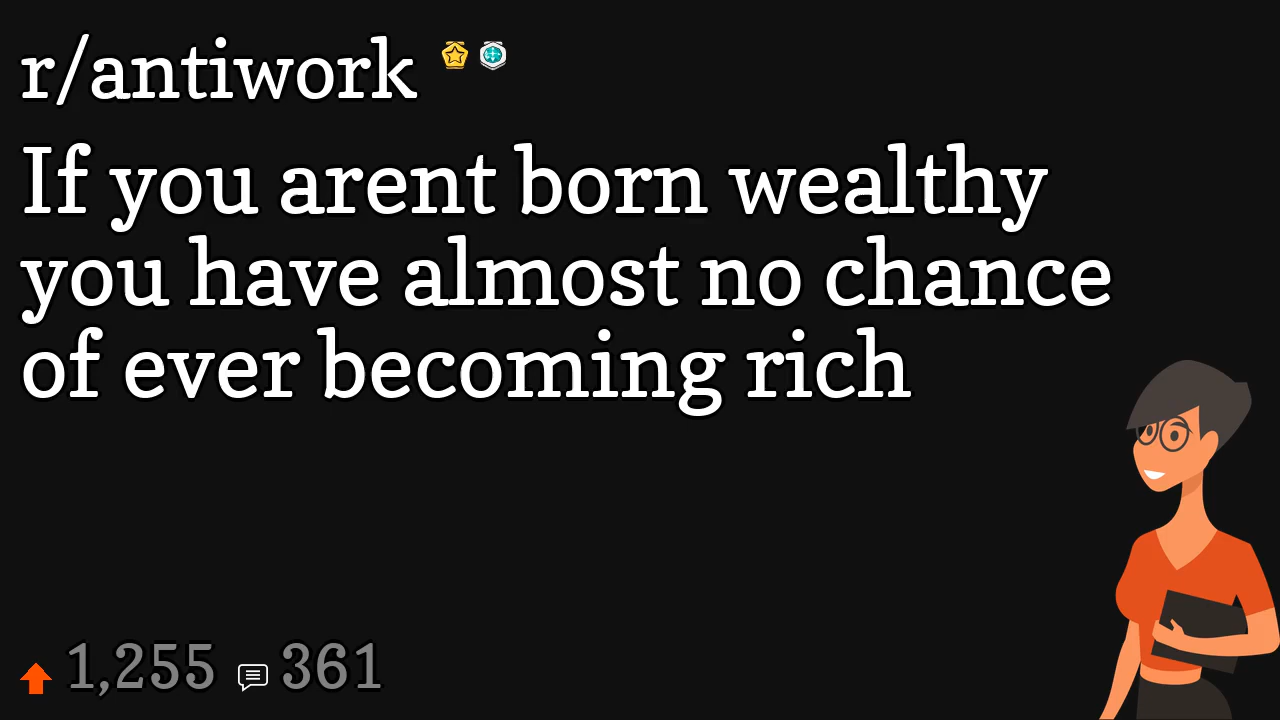 r/antiwork
If you arent born wealthy
you have almost no chance
of ever becoming rich
1,255 361